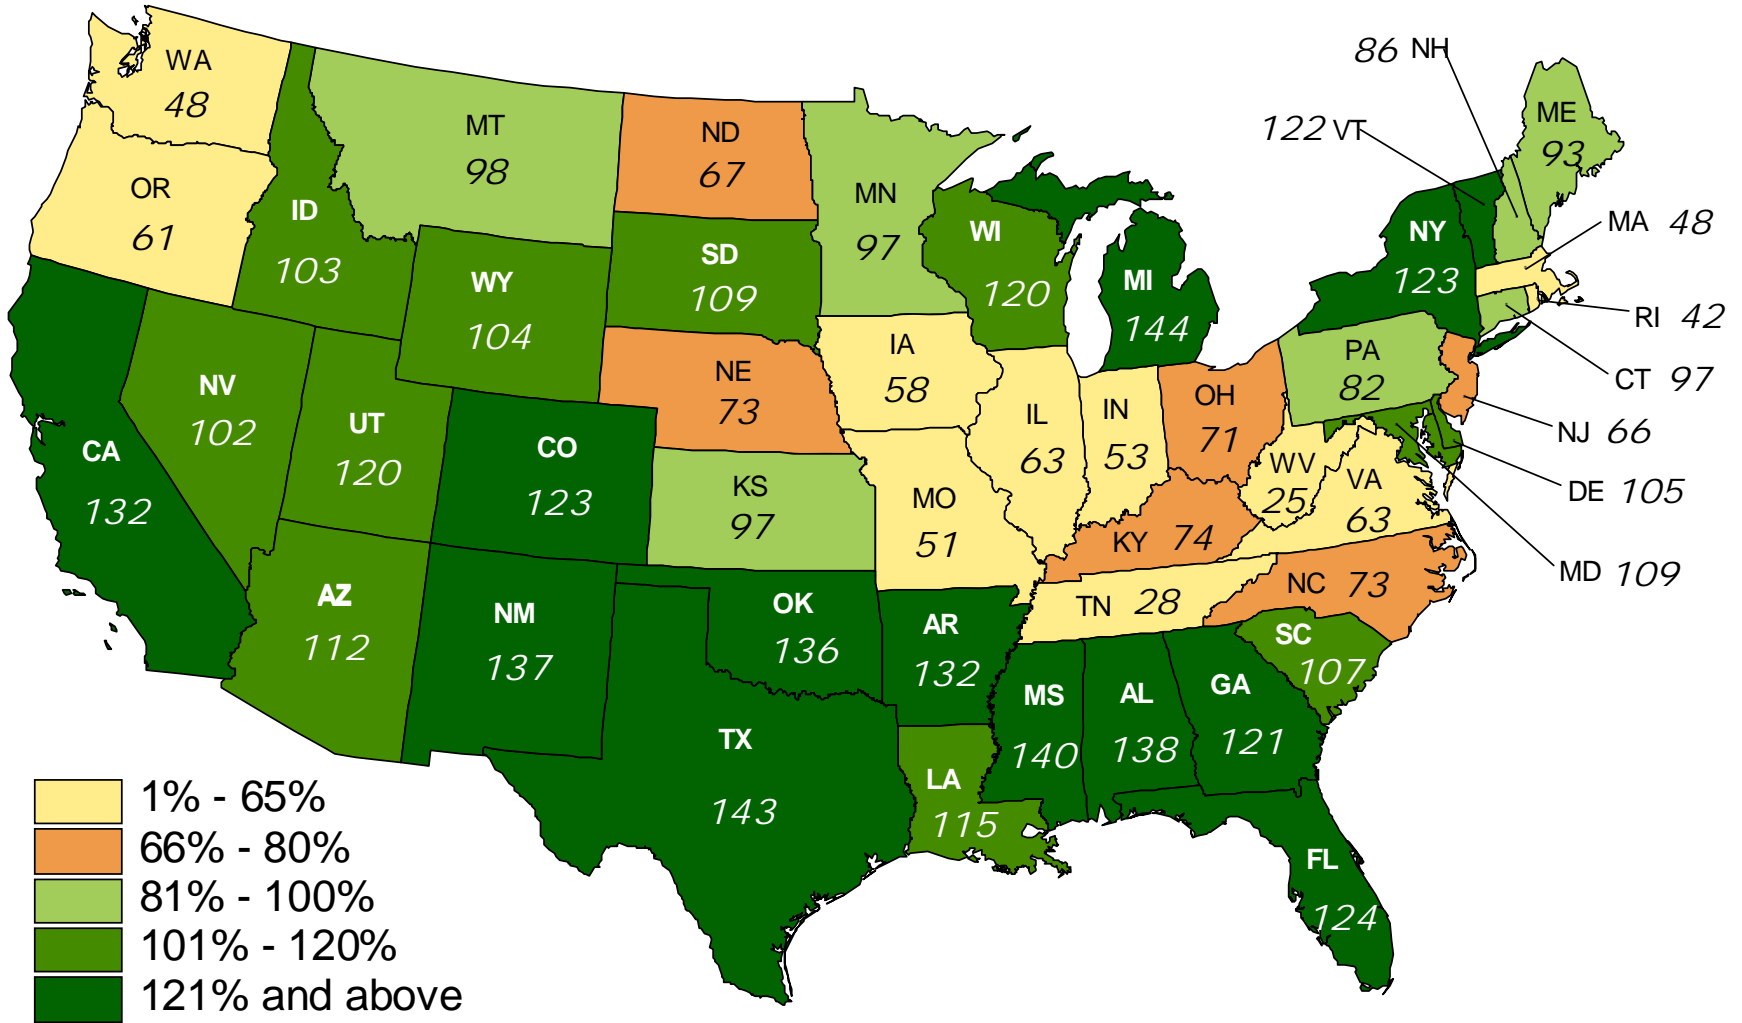 WA
48
OR
61
ID
103
MT
98
ND
67
SD
109
WY
104
NE
73
MN
97
WI
120
MI
144
86 NH
122 VT
ME
93
NY
123
MA 48
RI 42
CT 97
NJ 66
DE 105
MD 109
PA
82
CA
132
NV
102
UT
120
CO
123
KS
97
IA
58
MO
51
IL
63
IN
53
OH
71
WV
25
VA
63
KY 74
TN 28
NC 73
SC
107
AZ
112
NM
137
OK
136
AR
132
TX
143
LA
115
MS
140
AL
138
GA
121
FL
124
1% - 65%
66% - 80%
81% - 100%
101% - 120%
121% and above